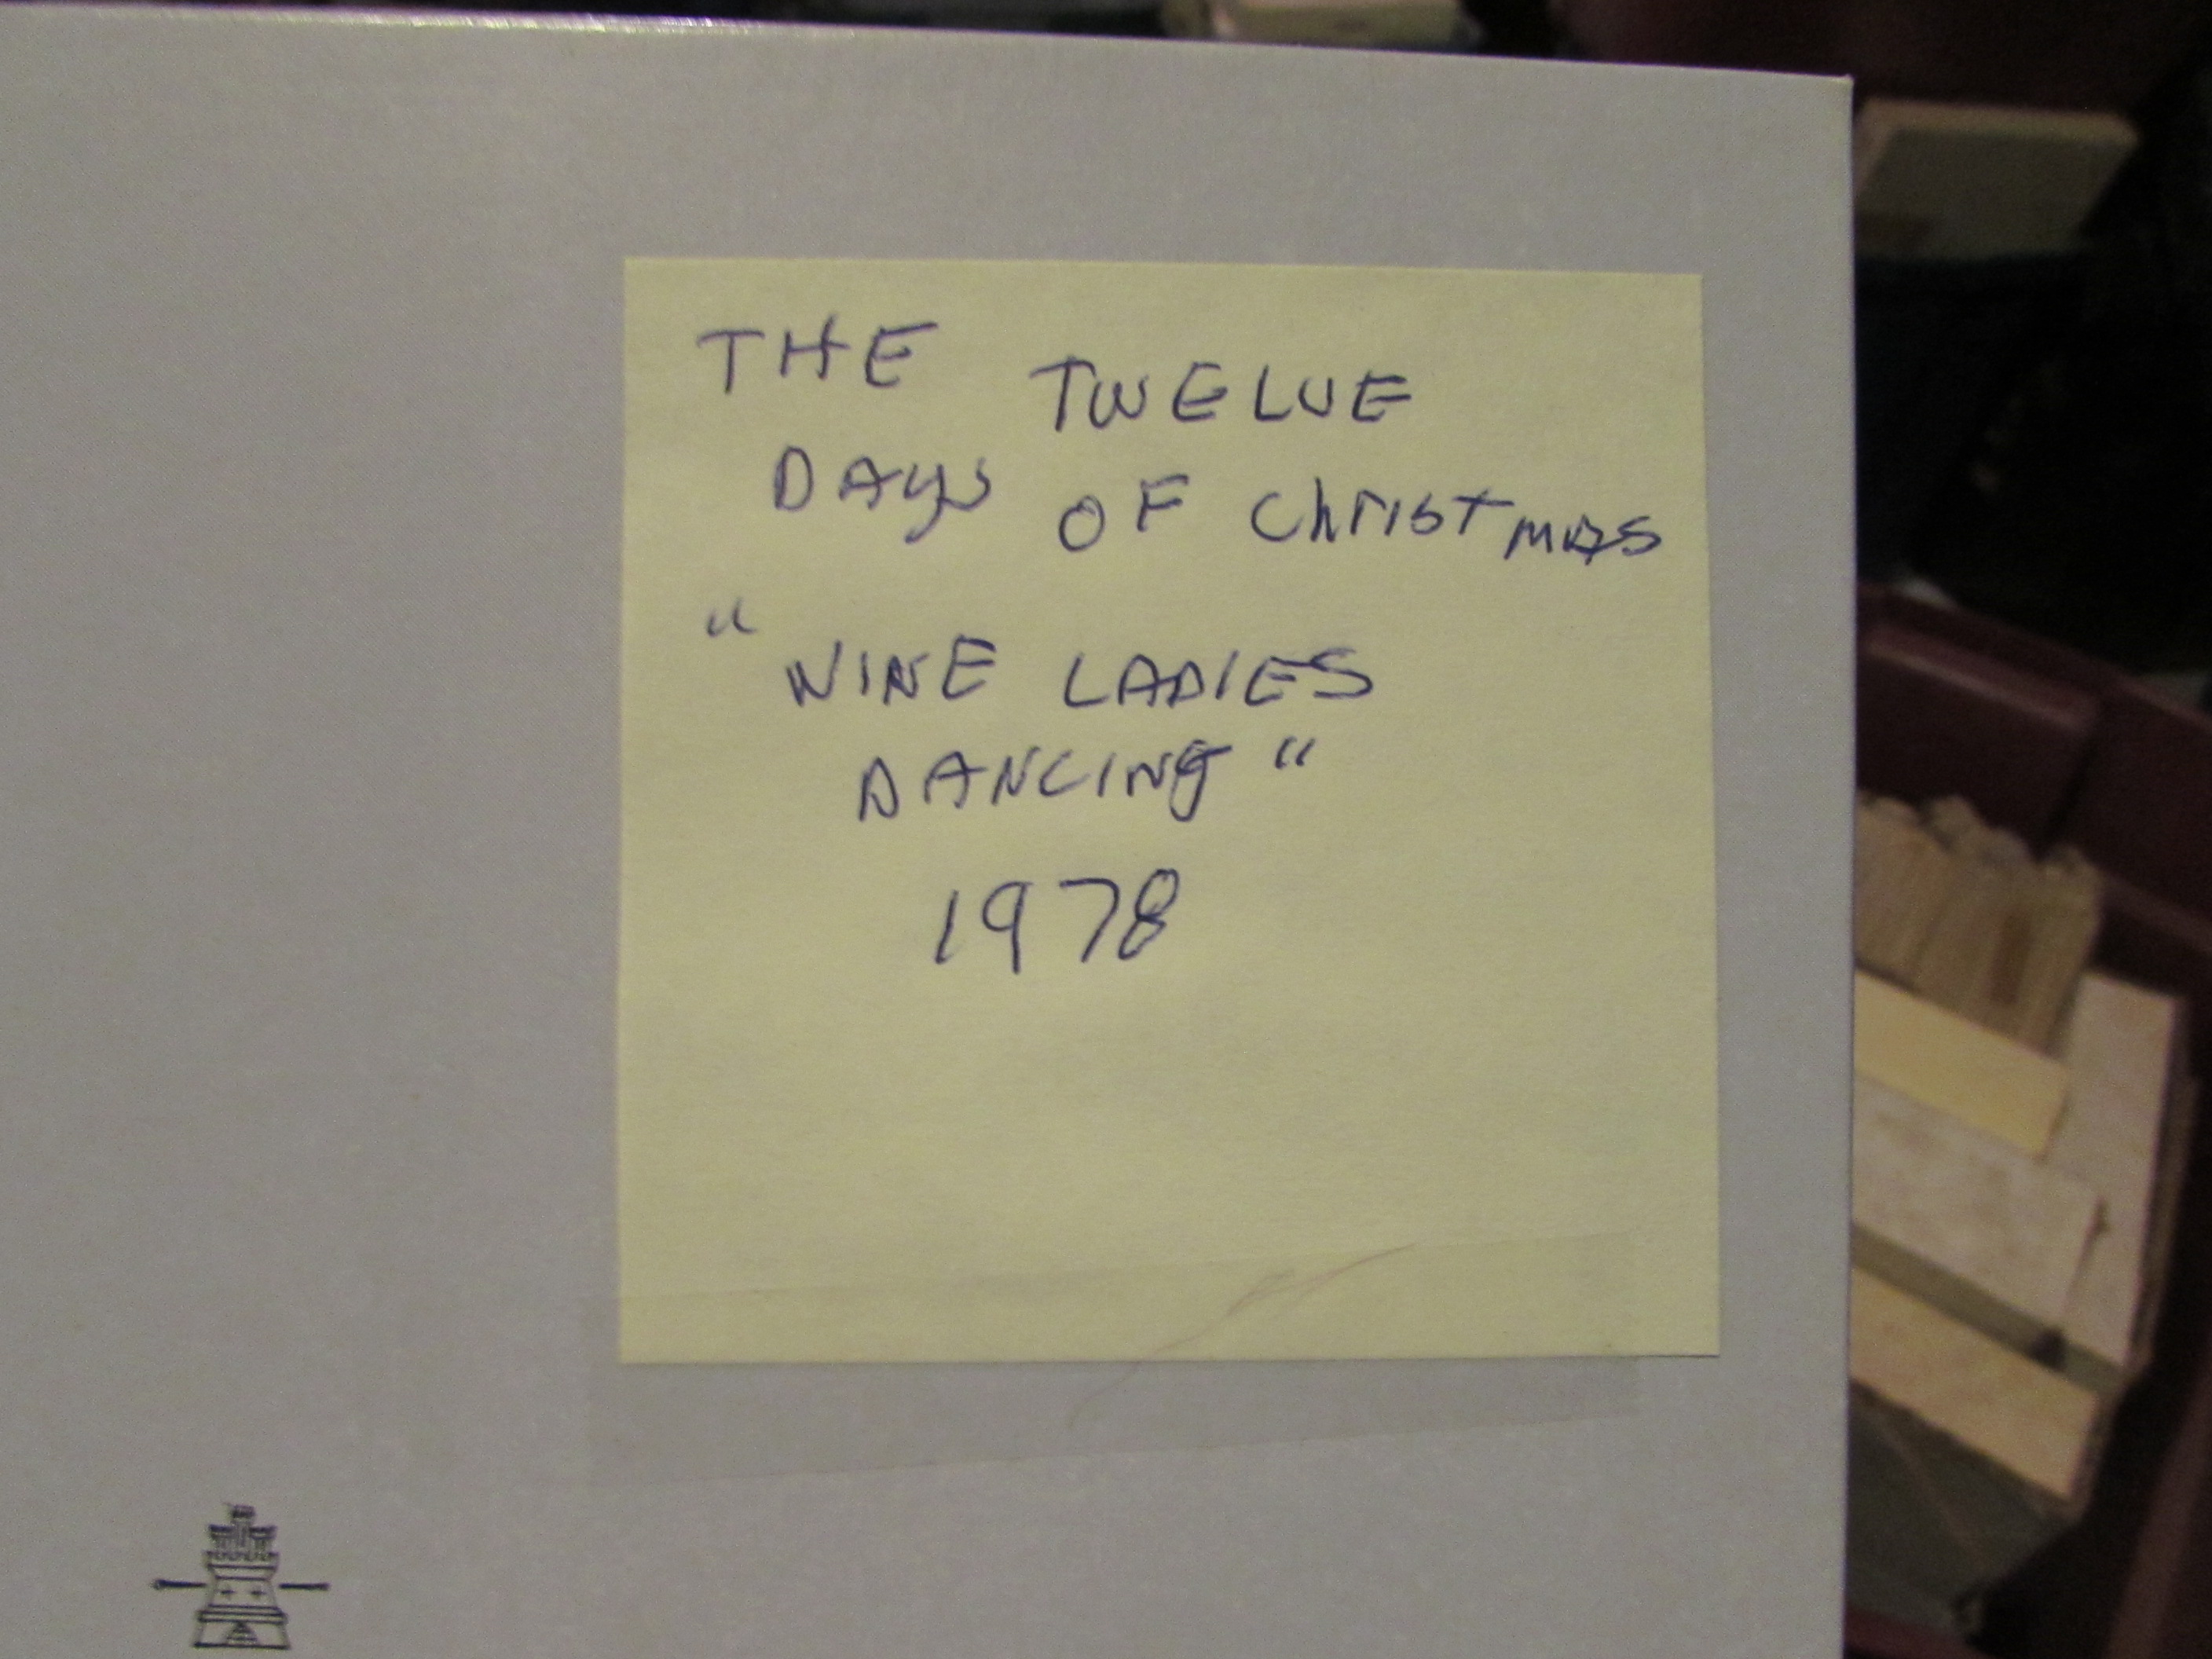 THE TWELVE
DAYS OF Christmas
"NINE LADIES
DANCING"
1978